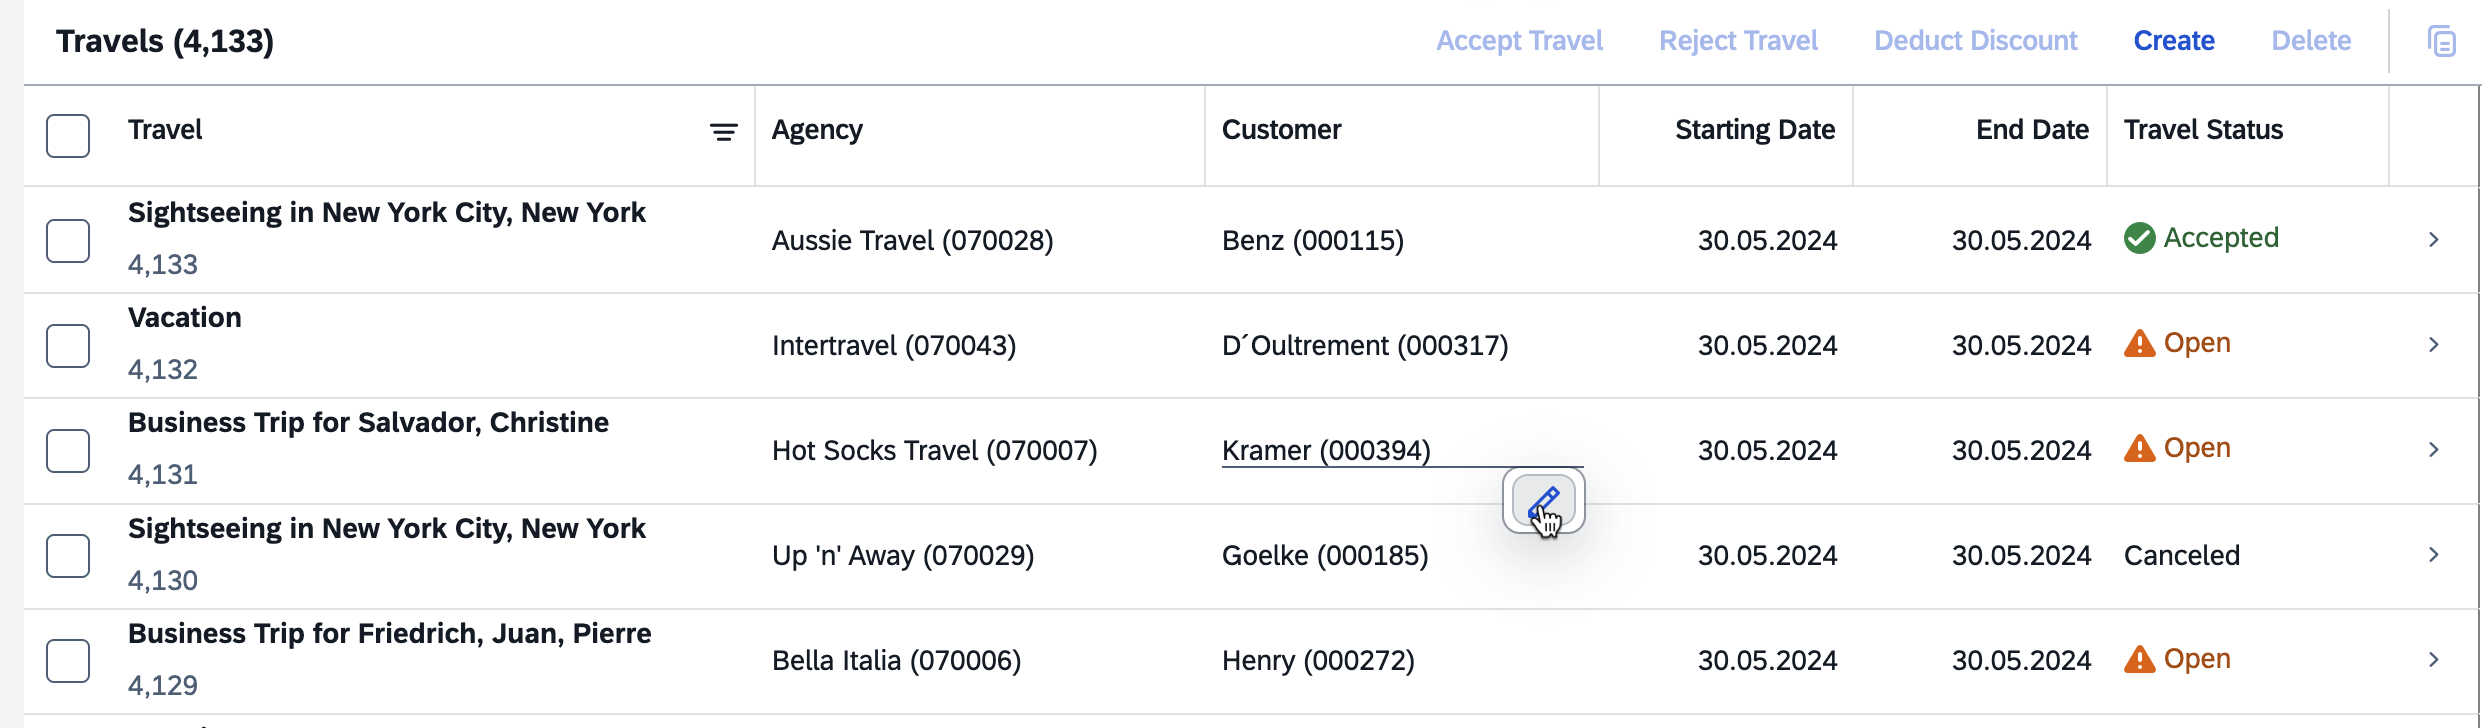 Travels (4,133)
Accept Travel Reject Travel Deduct Discount Create Delete
Travel Agency Customer Starting Date End Date Travel Status
Sightseeing in New York City, New York
4,133
Aussie Travel (070028) Benz (000115) 30.05.2024 30.05.2024 Accepted
Vacation
4,132
Intertravel (070043) D´Oultrement (000317) 30.05.2024 30.05.2024 Open
Business Trip for Salvador, Christine
4,131
Hot Socks Travel (070007) Kramer (000394) 30.05.2024 30.05.2024 Open
Sightseeing in New York City, New York
4,130
Up 'n' Away (070029) Goelke (000185) 30.05.2024 30.05.2024 Canceled
Business Trip for Friedrich, Juan, Pierre
4,129
Bella Italia (070006) Henry (000272) 30.05.2024 30.05.2024 Open